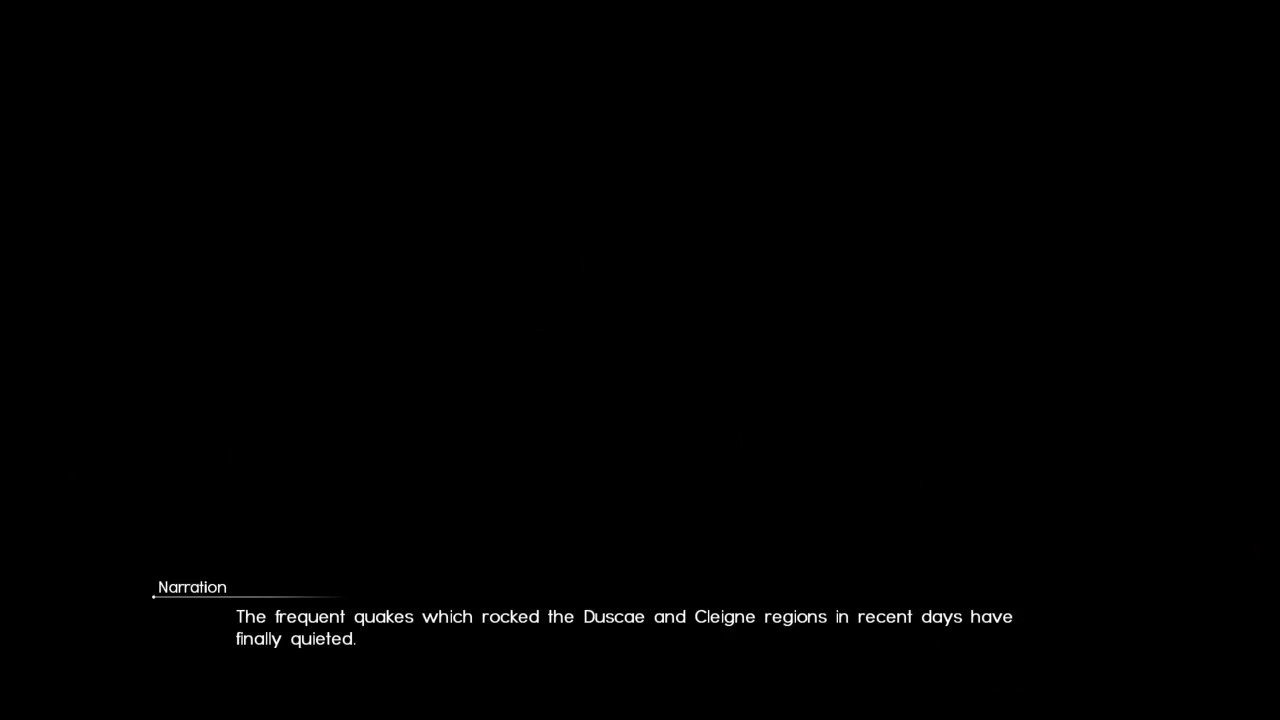 Narration
The frequent quakes which rocked the Duscae and Cleigne regions in recent days have
finally quieted.